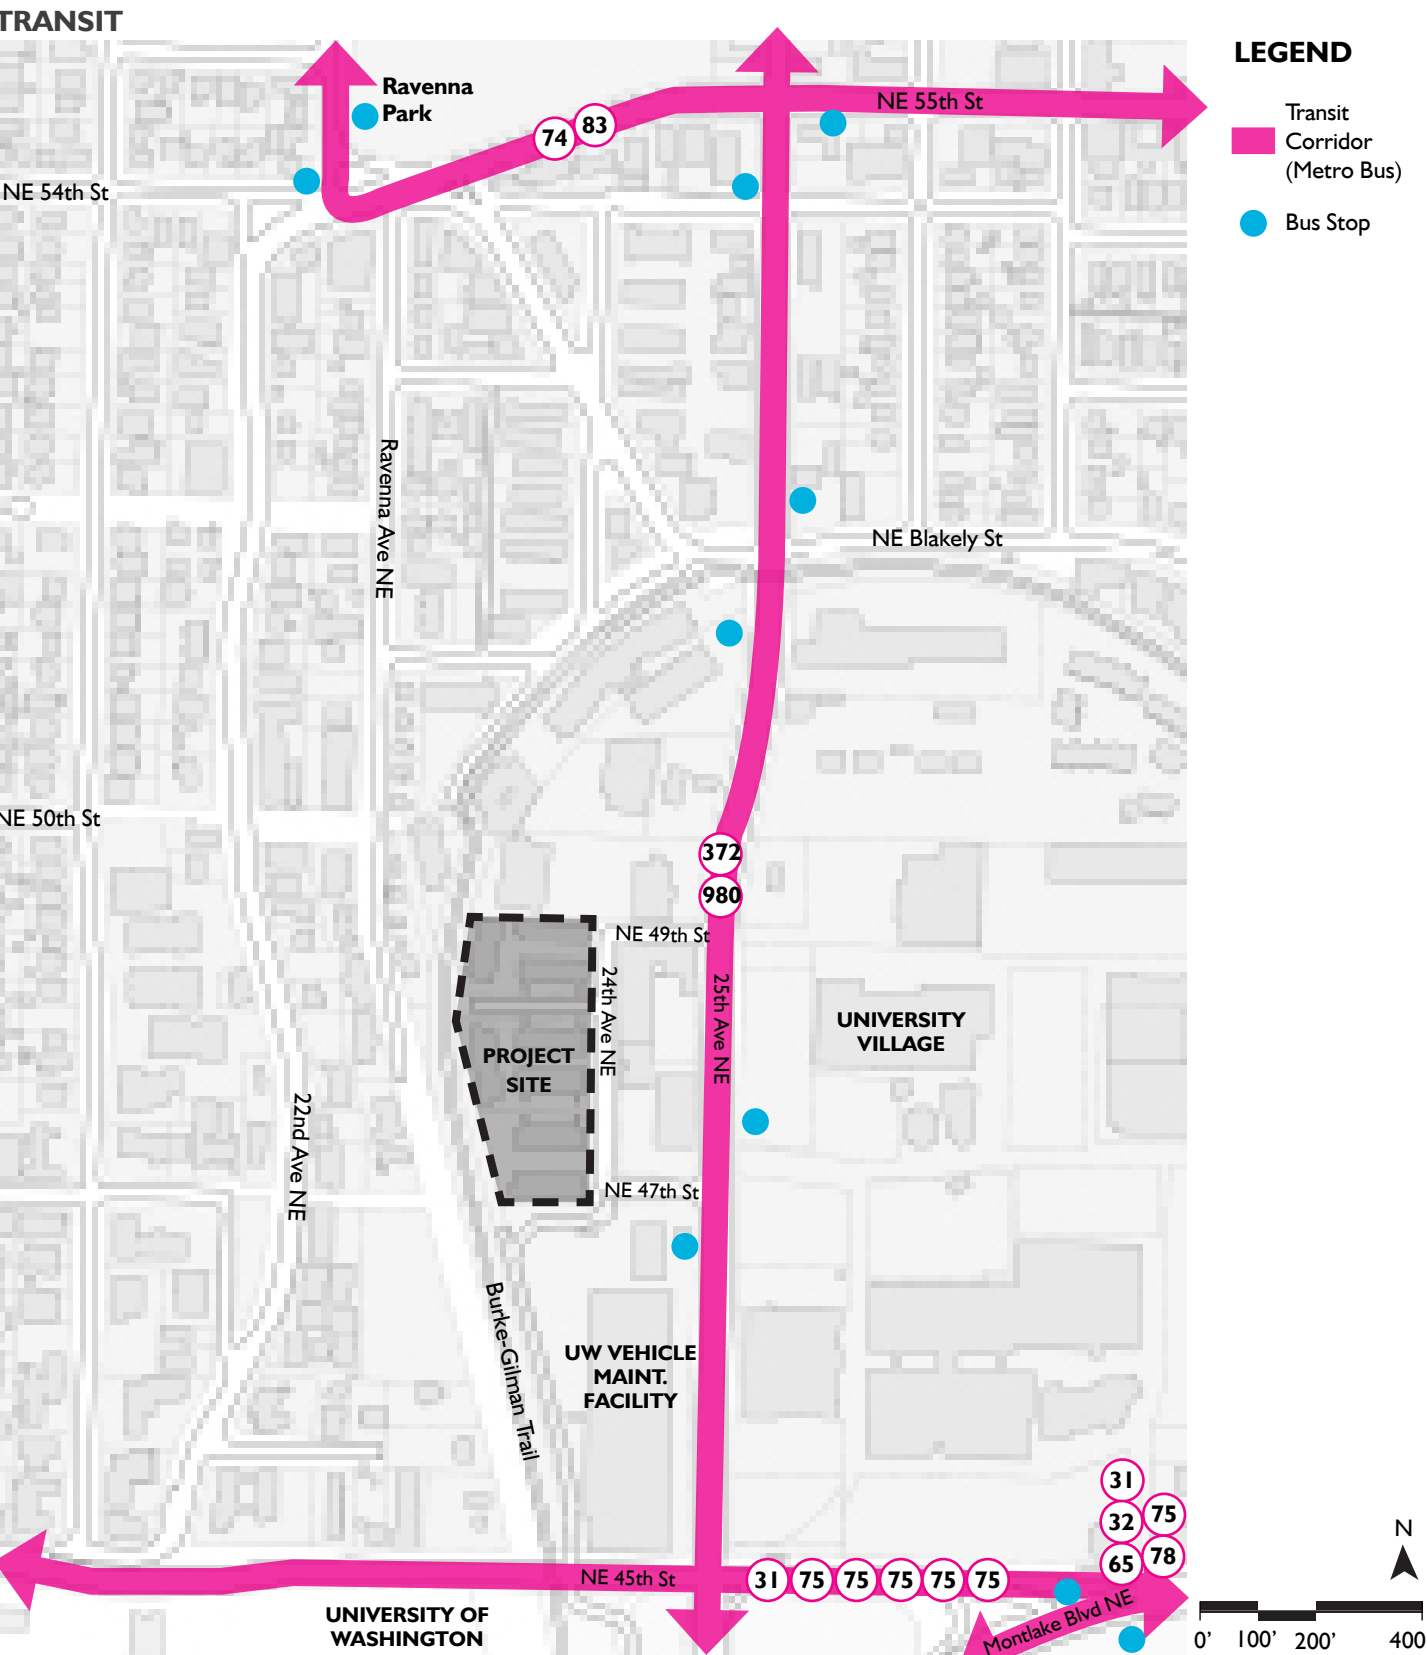 TRANSIT
LEGEND
Transit
Corridor
(Metro Bus)
Bus Stop
Ravenna
Park
NE 55th St
83
74
NE 54th St
Ravenna Ave NE
NE Blakely St
NE 50th St
372
980
NE 49th St
24th Ave NE
25th Ave NE
UNIVERSITY
VILLAGE
PROJECT
SITE
22nd Ave NE
NE 47th St
Burke-Gilman Trail
UW VEHICLE
MAINT.
FACILITY
31
32
75
65
78
NE 45th St
31
75
75
75
75
75
Montlake Blvd NE
UNIVERSITY OF
WASHINGTON
N
0' 100' 200' 400